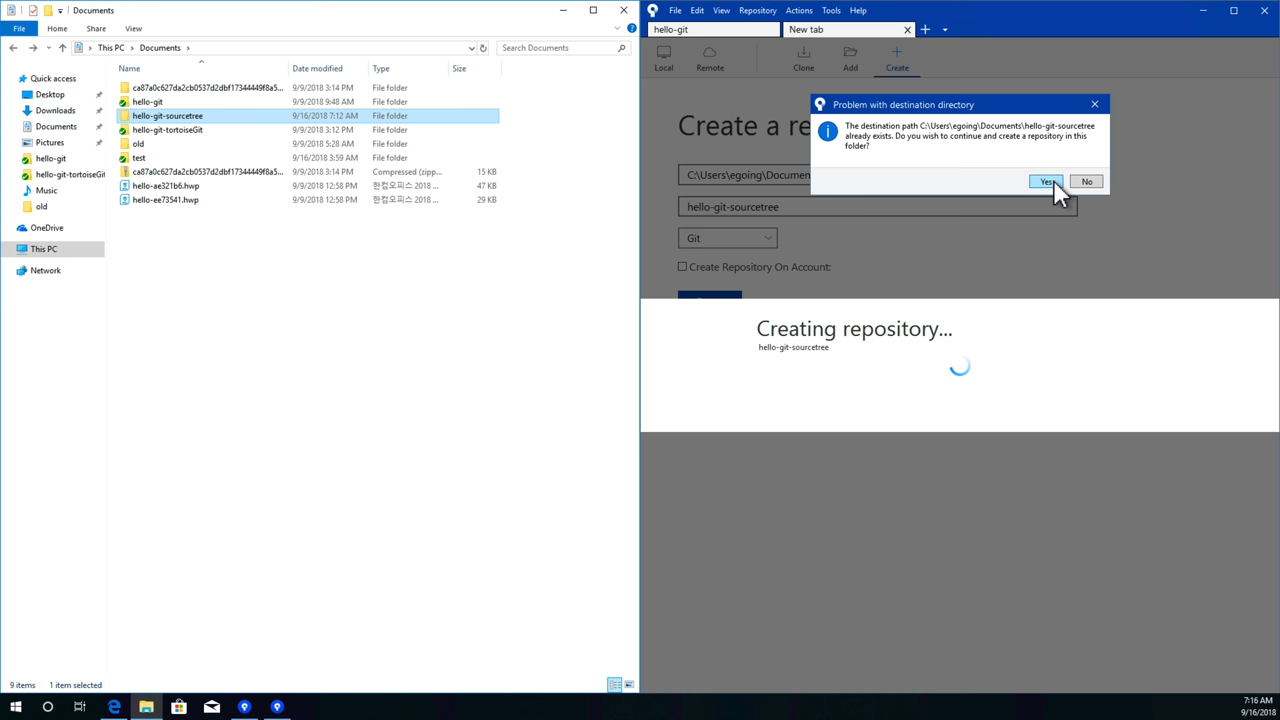 Documents
File Home Share View
This PC > Documents >
Search Documents
Name Date modified Type Size
Quick access
Desktop
Downloads
Documents
Pictures
hello-git
hello-git-tortoiseGit
Music
old
OneDrive
This PC
Network
ca87a0c627da2cb0537d2dbf17344449f8a5... 9/9/2018 3:14 PM File folder
hello-git 9/9/2018 9:48 AM File folder
hello-git-sourcetree 9/16/2018 7:12 AM File folder
hello-git-tortoiseGit 9/9/2018 3:12 PM File folder
old 9/9/2018 5:28 AM File folder
test 9/16/2018 3:59 AM File folder
ca87a0c627da2cb0537d2dbf17344449f8a5... 9/9/2018 3:14 PM Compressed (zipp... 15 KB
hello-ae321b6.hwp 9/9/2018 12:58 PM 한컴오피스 2018 ... 47 KB
hello-ee73541.hwp 9/9/2018 12:58 PM 한컴오피스 2018 ... 29 KB
9 items 1 item selected
File Edit View Repository Actions Tools Help
hello-git New tab
Local Remote Clone Add Create
Create a re
C:\Users\egoing\Documen
hello-git-sourcetree
Git
Create Repository On Account:
Problem with destination directory
The destination path C:\Users\egoing\Documents\hello-git-sourcetree
already exists. Do you wish to continue and create a repository in this
folder?
Yes No
Creating repository...
hello-git-sourcetree
7:16 AM
9/16/2018